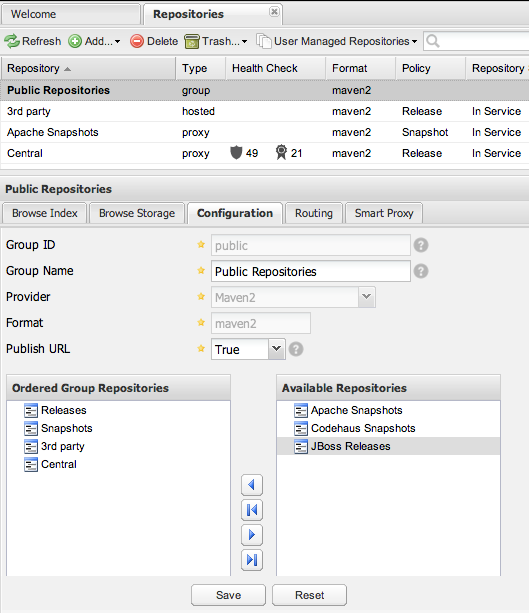 Welcome Repositories
Refresh Add... Delete Trash... User Managed Repositories
Repository Type Health Check Format Policy Repository
Public Repositories group maven2
3rd party hosted maven2 Release In Service
Apache Snapshots proxy maven2 Snapshot In Service
Central proxy 49 21 maven2 Release In Service
Public Repositories
Browse Index Browse Storage Configuration Routing Smart Proxy
Group ID public ?
Group Name Public Repositories ?
Provider Maven2
Format maven2
Publish URL True ?
Ordered Group Repositories
Releases
Snapshots
3rd party
Central
Available Repositories
Apache Snapshots
Codehaus Snapshots
JBoss Releases
Save Reset